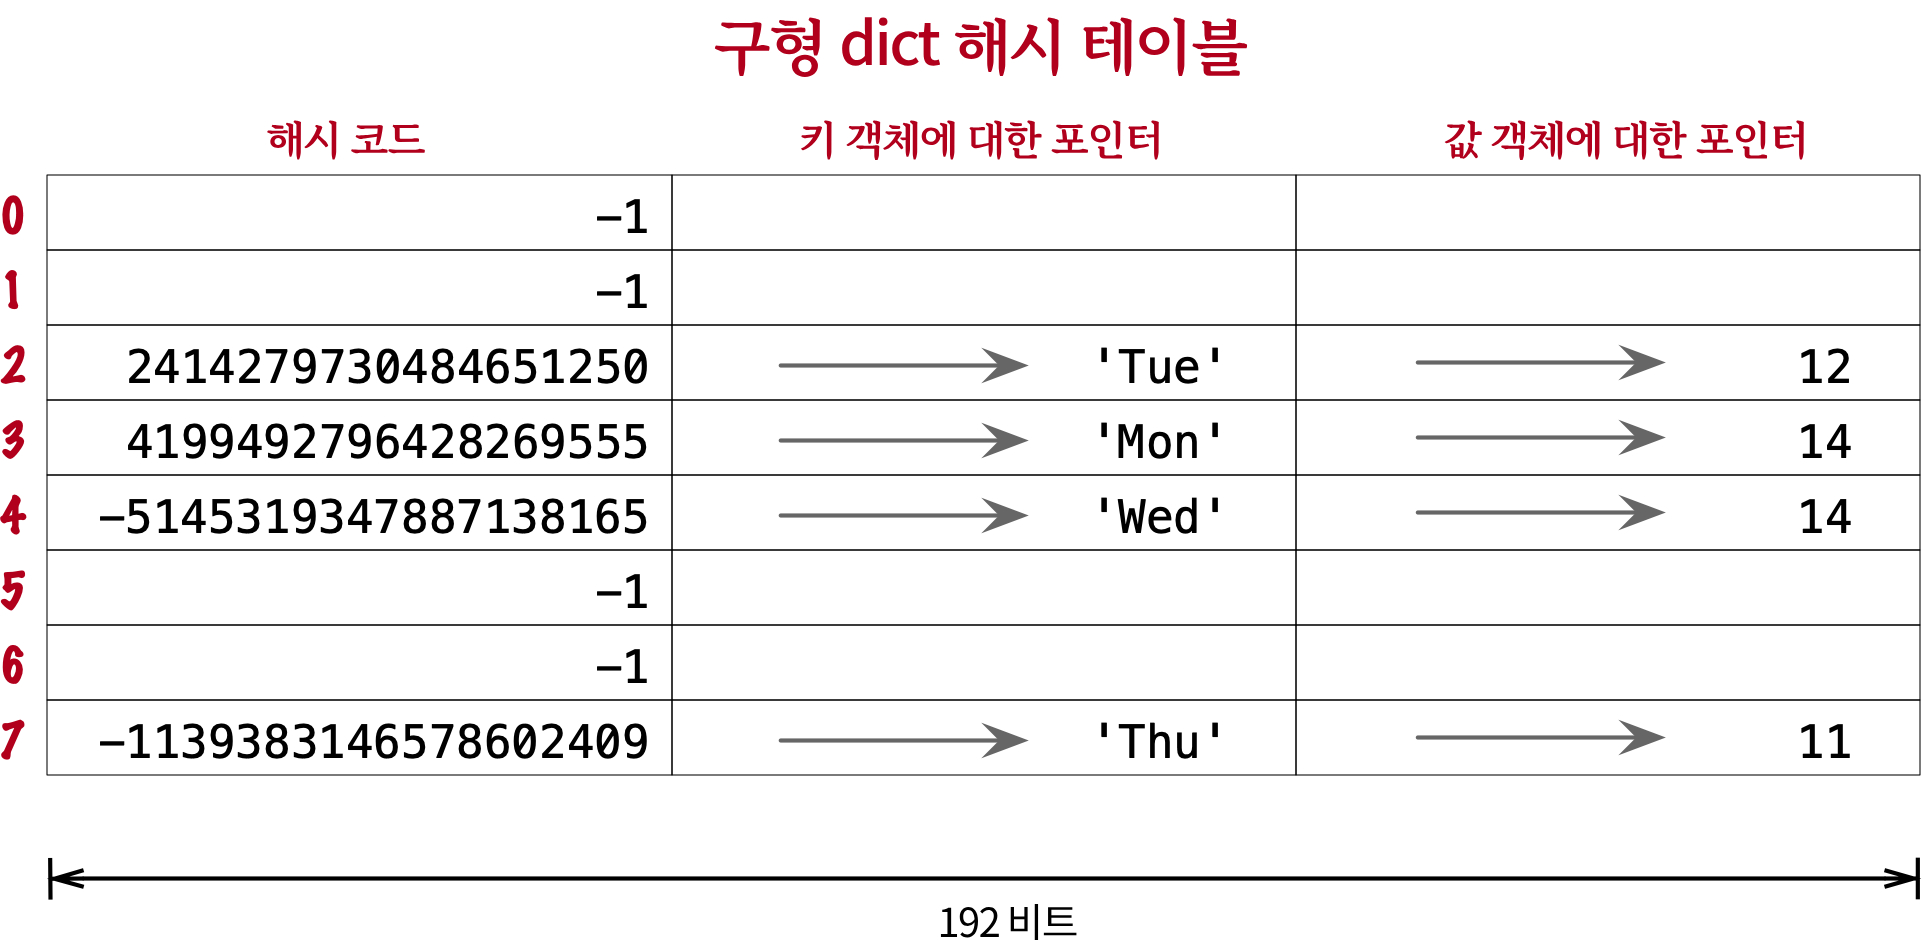 구형 dict 해시 테이블
해시 코드 키 객체에 대한 포인터 값 객체에 대한 포인터
0 -1
1 -1
2 2414279730484651250 'Tue' 12
3 4199492796428269555 'Mon' 14
4 -5145319347887138165 'Wed' 14
5 -1
6 -1
7 -1139383146578602409 'Thu' 11
192 비트